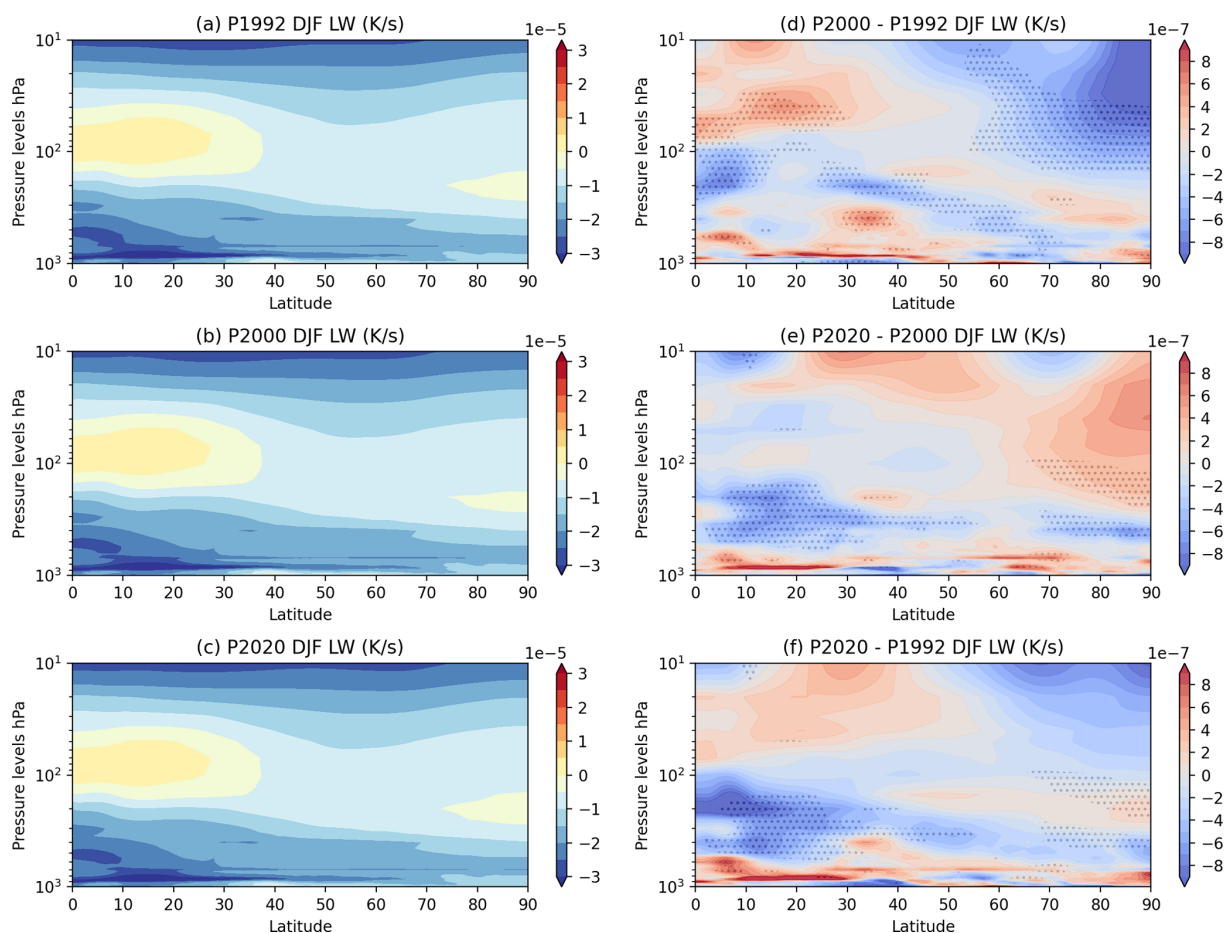 (a) P1992 DJF LW (K/s)
1e−5
Pressure levels hPa
10¹
10²
10³
0 10 20 30 40 50 60 70 80 90
Latitude
3
2
1
0
−1
−2
−3
(d) P2000 - P1992 DJF LW (K/s)
1e−7
Pressure levels hPa
10¹
10²
10³
0 10 20 30 40 50 60 70 80 90
Latitude
8
6
4
2
0
−2
−4
−6
−8
(b) P2000 DJF LW (K/s)
1e−5
Pressure levels hPa
10¹
10²
10³
0 10 20 30 40 50 60 70 80 90
Latitude
3
2
1
0
−1
−2
−3
(e) P2020 - P2000 DJF LW (K/s)
1e−7
Pressure levels hPa
10¹
10²
10³
0 10 20 30 40 50 60 70 80 90
Latitude
8
6
4
2
0
−2
−4
−6
−8
(c) P2020 DJF LW (K/s)
1e−5
Pressure levels hPa
10¹
10²
10³
0 10 20 30 40 50 60 70 80 90
Latitude
3
2
1
0
−1
−2
−3
(f) P2020 - P1992 DJF LW (K/s)
1e−7
Pressure levels hPa
10¹
10²
10³
0 10 20 30 40 50 60 70 80 90
Latitude
8
6
4
2
0
−2
−4
−6
−8